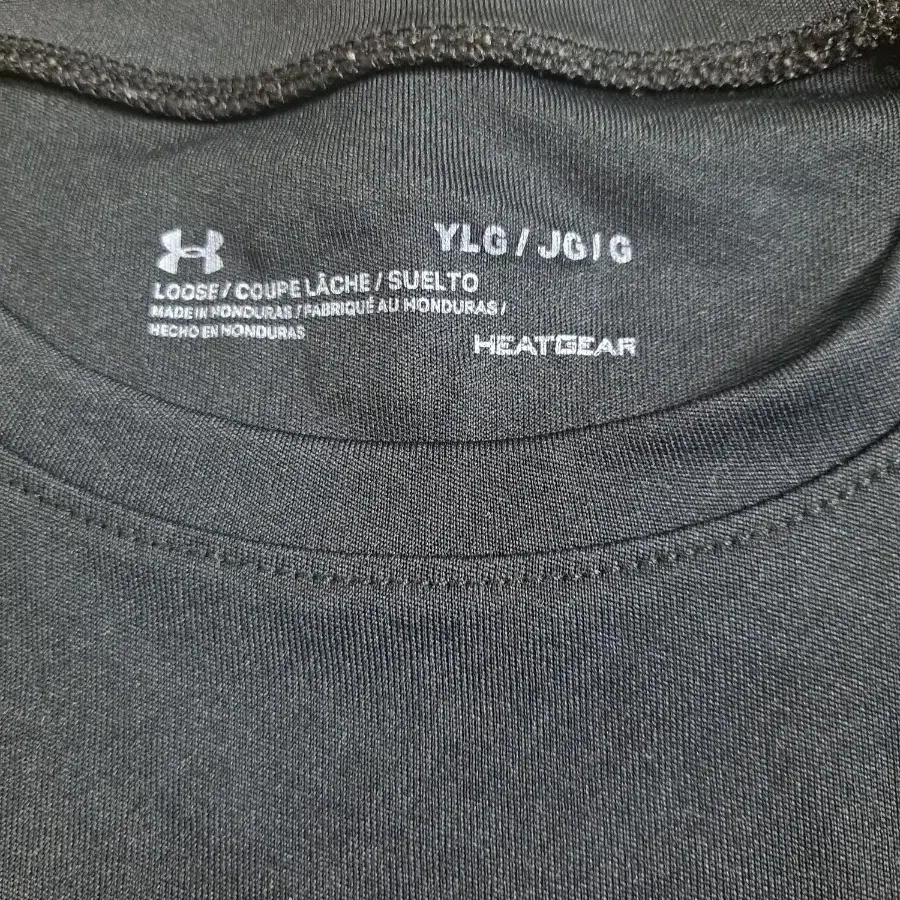 YLG / JG / G
LOOSE / COUPE LÂCHE / SUELTO
MADE IN HONDURAS / FABRIQUÉ AU HONDURAS /
HECHO EN HONDURAS
HEATGEAR